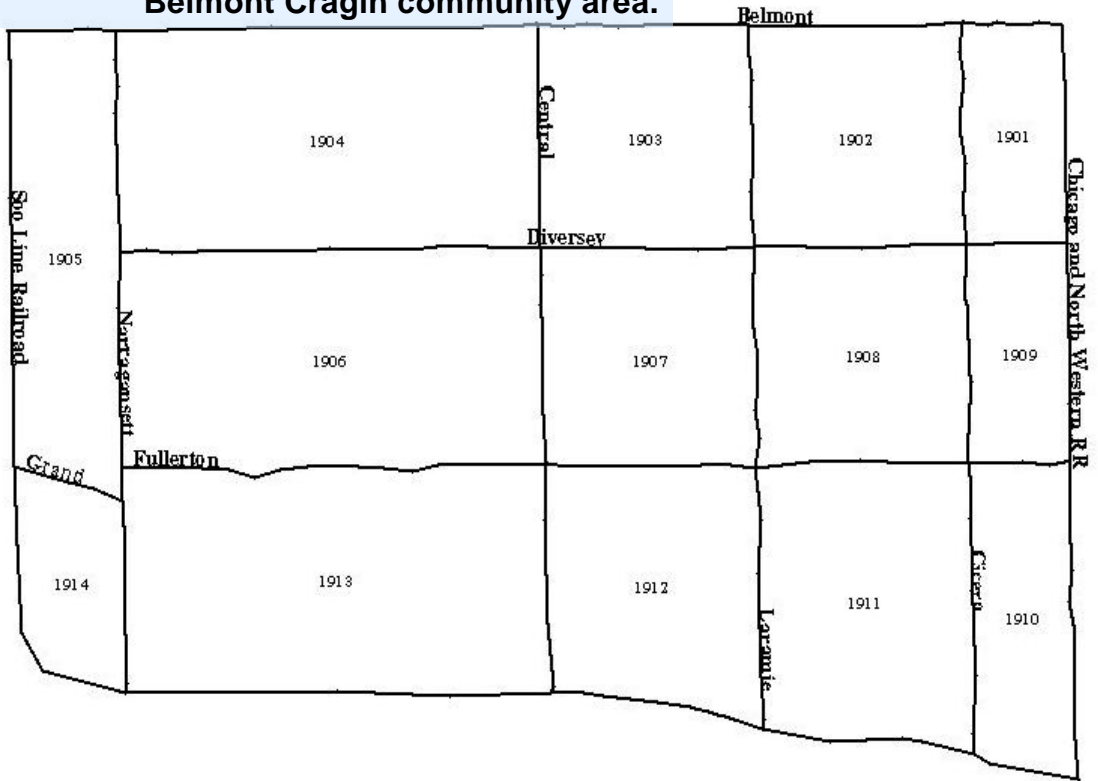 Belmont Cragin community area.
Belmont
Central
1904
1903
1902
1901
Chicago and North Western R R
Soo Line Railroad
Diversey
1905
Narragansett
1906
1907
1908
1909
Grand
Fullerton
1914
1913
1912
1911
Cicero
1910
Laramie